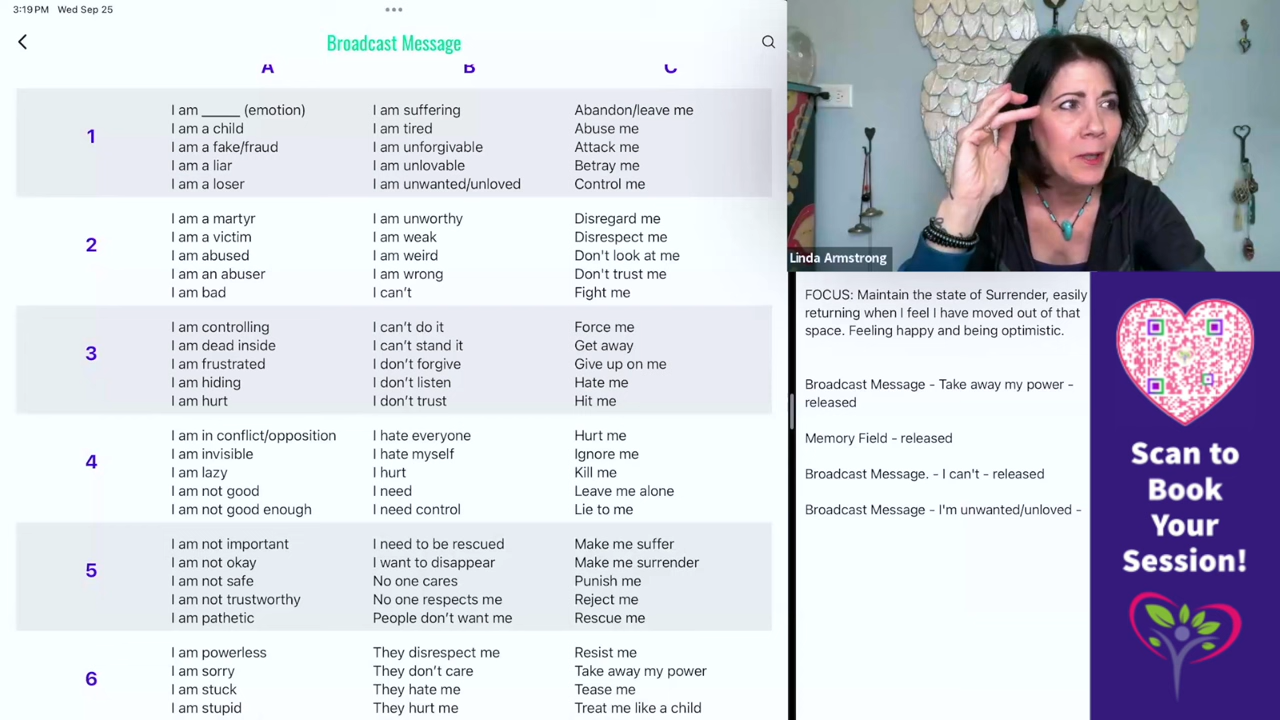 3:19 PM Wed Sep 25
Broadcast Message
A B C
1
I am _____ (emotion) I am suffering Abandon/leave me
I am a child I am tired Abuse me
I am a fake/fraud I am unforgivable Attack me
I am a liar I am unlovable Betray me
I am a loser I am unwanted/unloved Control me
2
I am a martyr I am unworthy Disregard me
I am a victim I am weak Disrespect me
I am abused I am weird Don't look at me
I am an abuser I am wrong Don't trust me
I am bad I can't Fight me
3
I am controlling I can't do it Force me
I am dead inside I can't stand it Get away
I am frustrated I don't forgive Give up on me
I am hiding I don't listen Hate me
I am hurt I don't trust Hit me
4
I am in conflict/opposition I hate everyone Hurt me
I am invisible I hate myself Ignore me
I am lazy I hurt Kill me
I am not good I need Leave me alone
I am not good enough I need control Lie to me
5
I am not important I need to be rescued Make me suffer
I am not okay I want to disappear Make me surrender
I am not safe No one cares Punish me
I am not trustworthy No one respects me Reject me
I am pathetic People don't want me Rescue me
6
I am powerless They disrespect me Resist me
I am sorry They don't care Take away my power
I am stuck They hate me Tease me
I am stupid They hurt me Treat me like a child
Linda Armstrong
FOCUS: Maintain the state of Surrender, easily
returning when I feel I have moved out of that
space. Feeling happy and being optimistic.
Broadcast Message - Take away my power -
released
Memory Field - released
Broadcast Message. - I can't - released
Broadcast Message - I'm unwanted/unloved -
Scan to
Book
Your
Session!